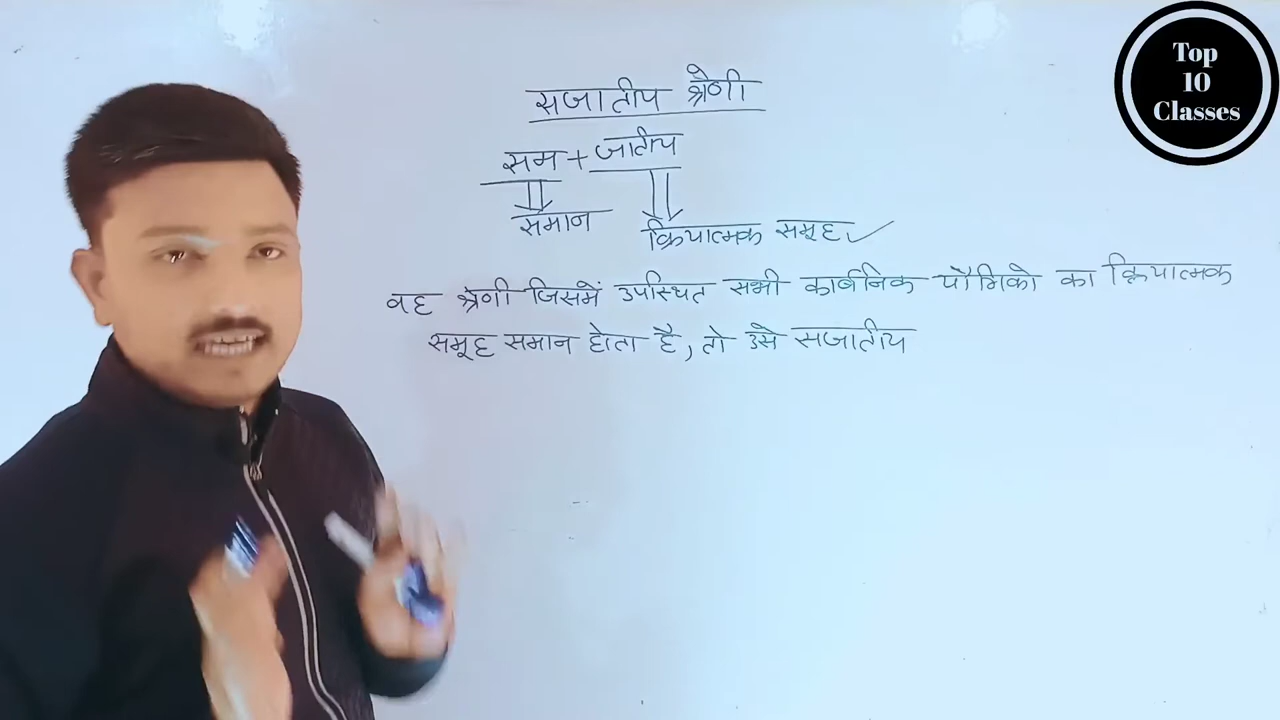 सजातीय श्रेणी
सम + जातीय
समान
क्रियात्मक समूह
वह श्रेणी जिसमें उपस्थित सभी कार्बनिक यौगिको का क्रियात्मक
समूह समान होता है, तो उसे सजातीय
Top
10
Classes